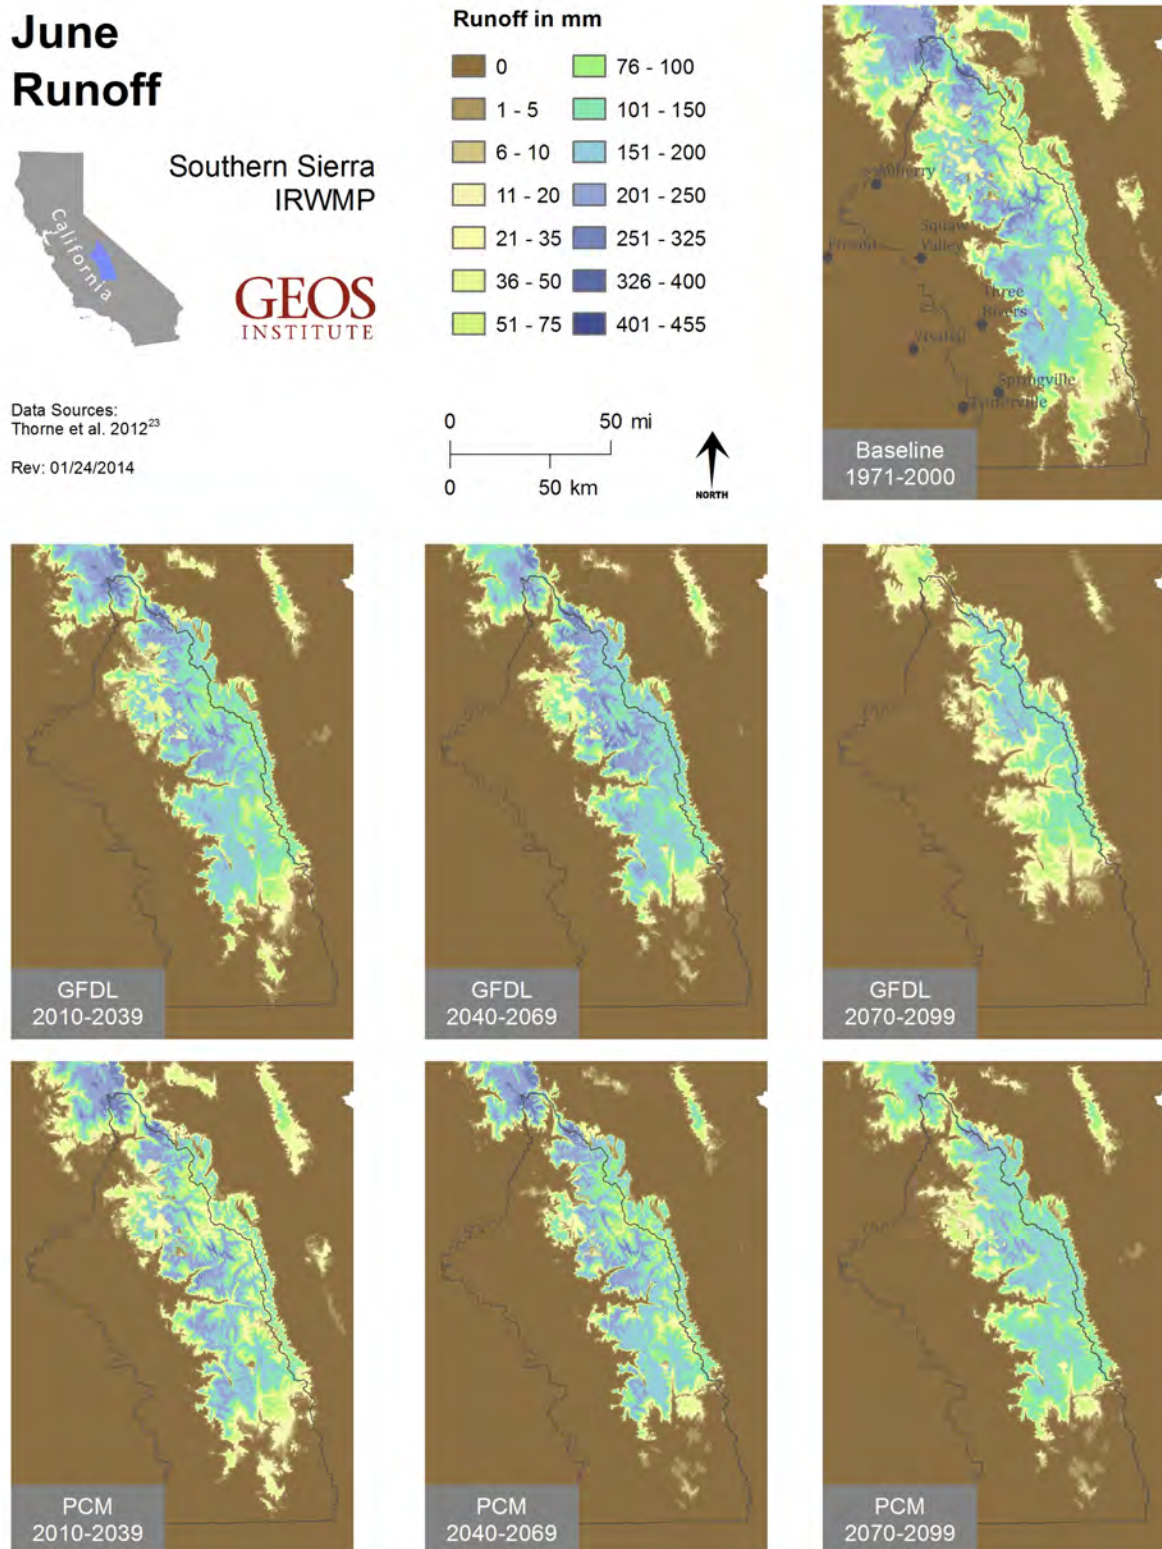 June
Runoff
California
Southern Sierra
IRWMP
GEOS
INSTITUTE
Data Sources:
Thorne et al. 2012²³
Rev: 01/24/2014
Runoff in mm
0
1 - 5
6 - 10
11 - 20
21 - 35
36 - 50
51 - 75
76 - 100
101 - 150
151 - 200
201 - 250
251 - 325
326 - 400
401 - 455
0 50 mi
0 50 km
NORTH
Squaw
Valley
Three
Rivers
Springville
Baseline
1971-2000
GFDL
2010-2039
GFDL
2040-2069
GFDL
2070-2099
PCM
2010-2039
PCM
2040-2069
PCM
2070-2099